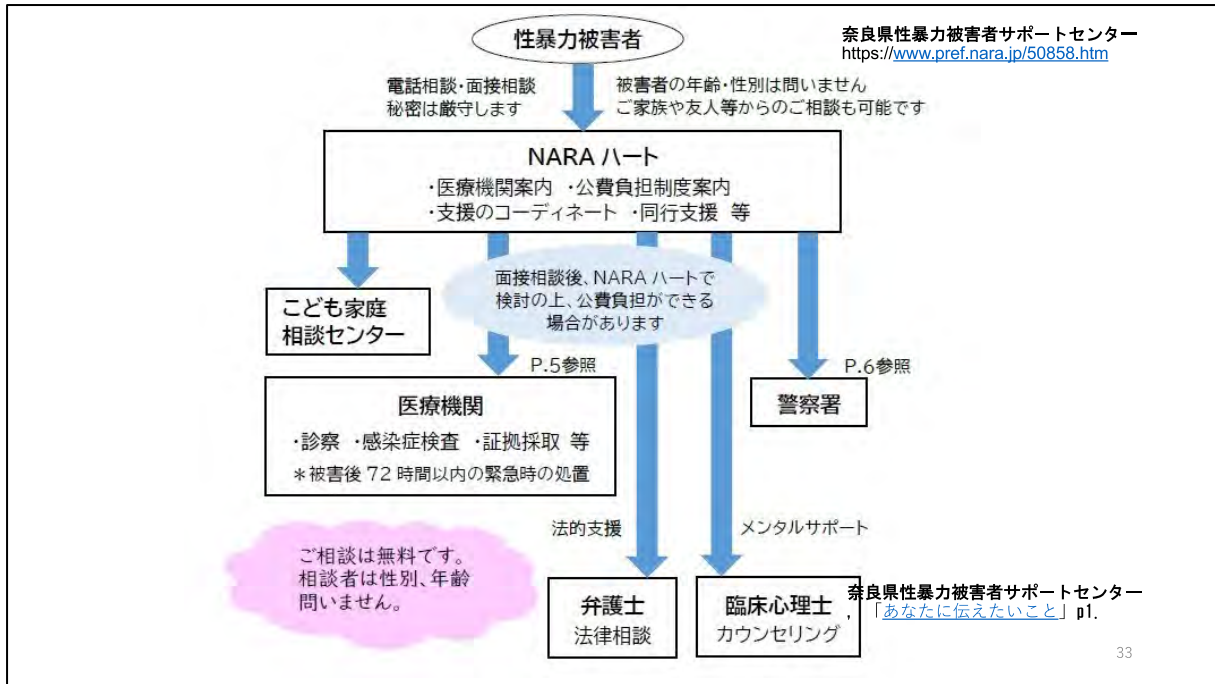 性暴力被害者
奈良県性暴力被害者サポートセンター
https://www.pref.nara.jp/50858.htm
電話相談・面接相談
秘密は厳守します
被害者の年齢・性別は問いません
ご家族や友人等からのご相談も可能です
NARA ハート
・医療機関案内 ・公費負担制度案内
・支援のコーディネート ・同行支援 等
面接相談後、NARA ハートで
検討の上、公費負担ができる
場合があります
こども家庭
相談センター
P.5参照
P.6参照
医療機関
・診察 ・感染症検査 ・証拠採取 等
＊被害後 72 時間以内の緊急時の処置
警察署
法的支援
メンタルサポート
ご相談は無料です。
相談者は性別、年齢
問いません。
弁護士
法律相談
臨床心理士
カウンセリング
奈良県性暴力被害者サポートセンター
，「あなたに伝えたいこと」p1.
33